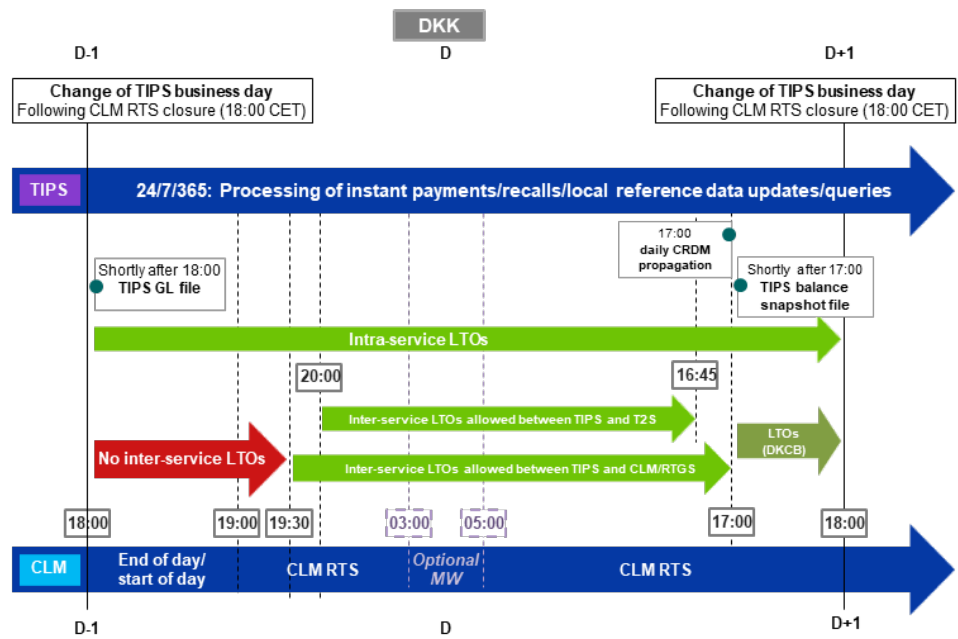 DKK
D-1
D
D+1
Change of TIPS business day
Following CLM RTS closure (18:00 CET)
Change of TIPS business day
Following CLM RTS closure (18:00 CET)
TIPS
24/7/365: Processing of instant payments/recalls/local reference data updates/queries
17:00
daily CRDM
propagation
Shortly after 18:00
TIPS GL file
Shortly after 17:00
TIPS balance
snapshot file
Intra-service LTOs
20:00
16:45
Inter-service LTOs allowed between TIPS and T2S
LTOs
(DKCB)
No inter-service LTOs
Inter-service LTOs allowed between TIPS and CLM/RTGS
18:00
19:00
19:30
03:00
05:00
17:00
18:00
CLM
End of day/
start of day
CLM RTS
Optional
MW
CLM RTS
D-1
D
D+1